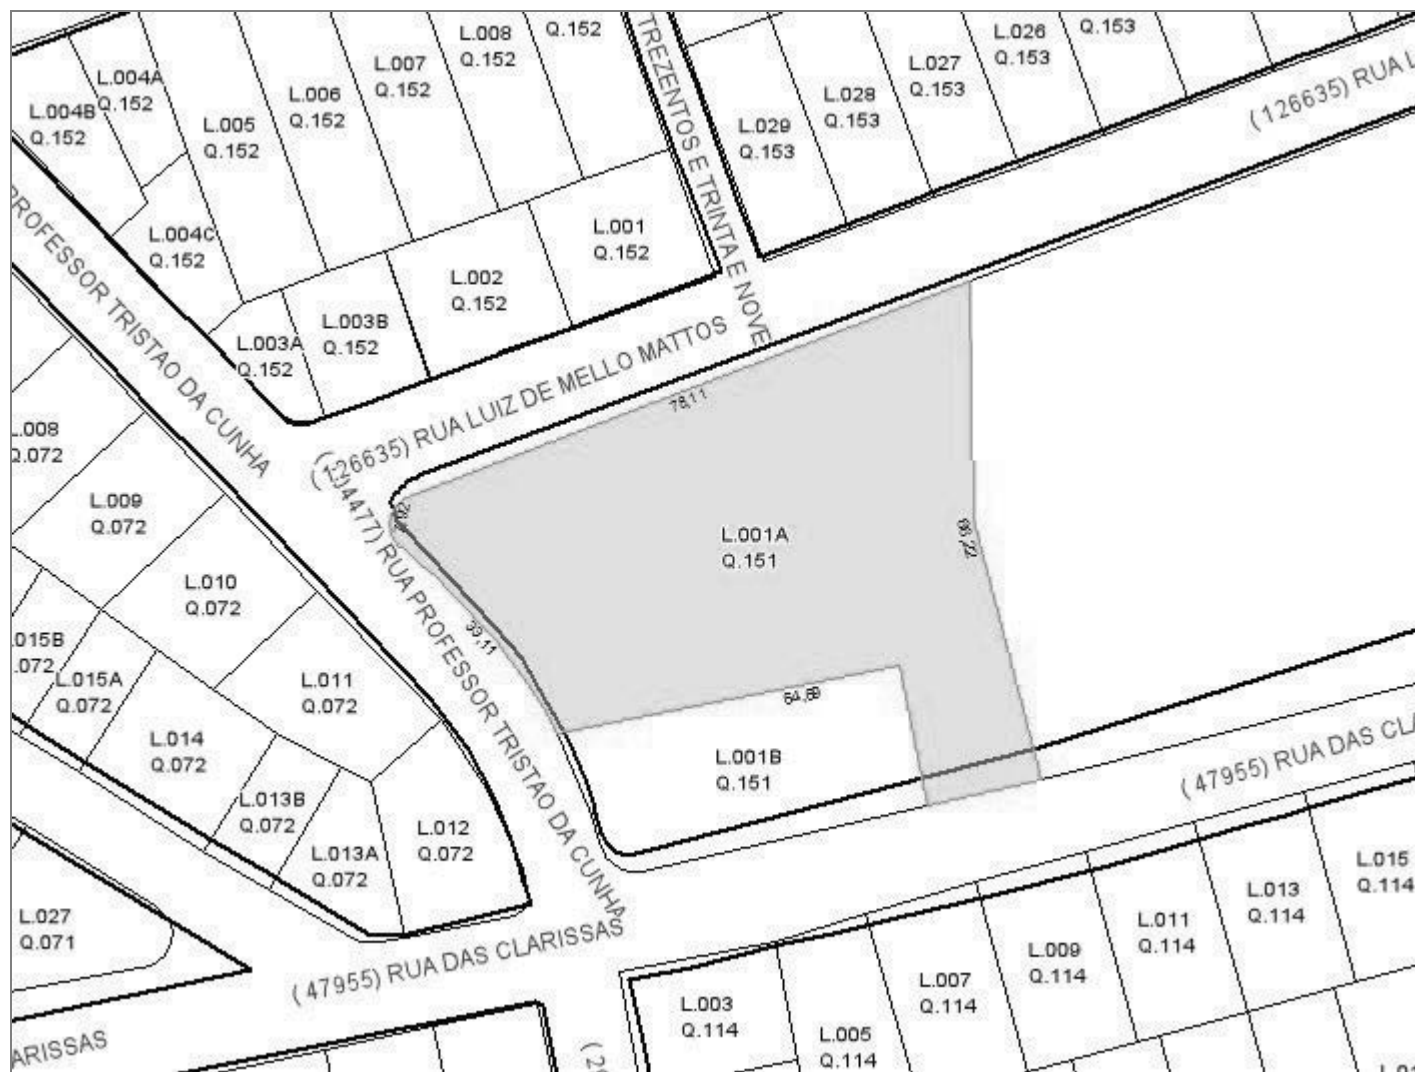 L.004A
Q.152
L.004B
Q.152
L.005
Q.152
L.006
Q.152
L.007
Q.152
L.008
Q.152
Q.152
TREZENTOS E TRINTA E NOVE
L.029
Q.153
L.028
Q.153
L.027
Q.153
L.026
Q.153
Q.153
(126635) RUA L
L.004C
Q.152
L.003A
Q.152
L.003B
Q.152
L.002
Q.152
L.001
Q.152
PROFESSOR TRISTAO DA CUNHA
(126635) RUA LUIZ DE MELLO MATTOS
78,11
L.008
Q.072
L.009
Q.072
L.010
Q.072
L.011
Q.072
.015B
.072
L.015A
Q.072
L.014
Q.072
L.013B
Q.072
L.013A
Q.072
L.012
Q.072
04477) RUA PROFESSOR TRISTAO DA CUNHA
39,11
L.001A
Q.151
66,22
64,69
L.001B
Q.151
(47955) RUA DAS CLA
L.027
Q.071
(47955) RUA DAS CLARISSAS
ARISSAS
L.003
Q.114
L.005
Q.114
L.007
Q.114
L.009
Q.114
L.011
Q.114
L.013
Q.114
L.015
Q.114